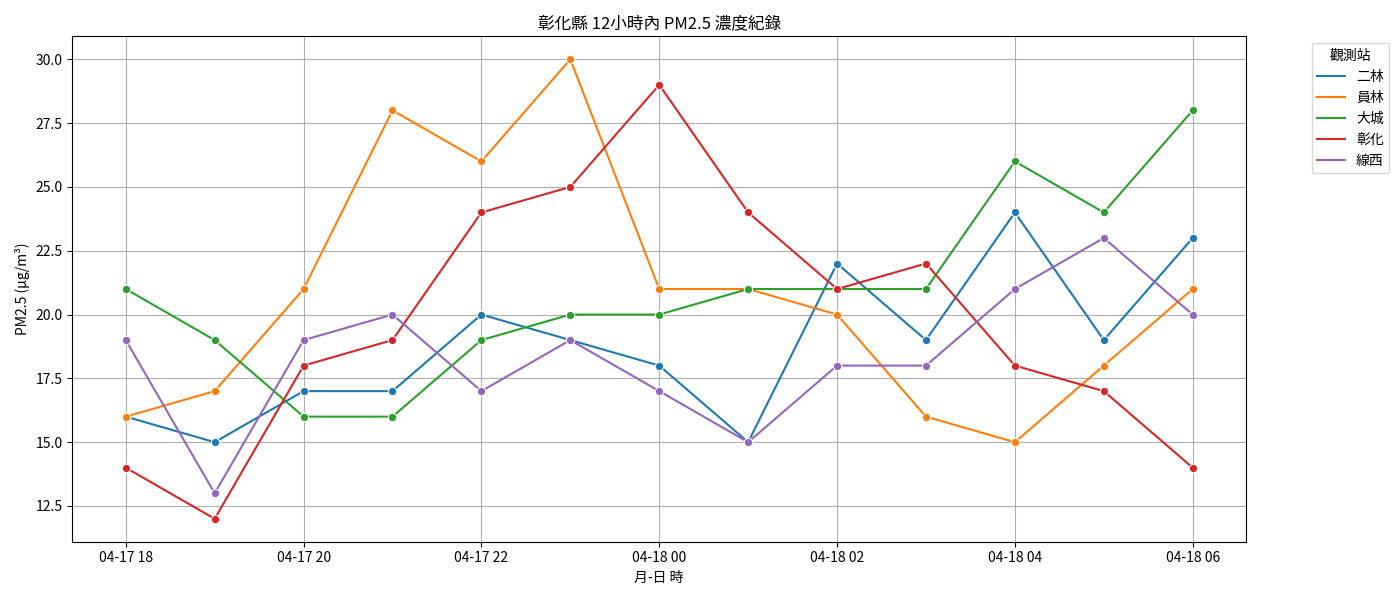 彰化縣 12小時內 PM2.5 濃度紀錄
PM2.5 (μg/m³)
30.0
27.5
25.0
22.5
20.0
17.5
15.0
12.5
04-17 18
04-17 20
04-17 22
04-18 00
04-18 02
04-18 04
04-18 06
月-日 時
觀測站
二林
員林
大城
彰化
線西